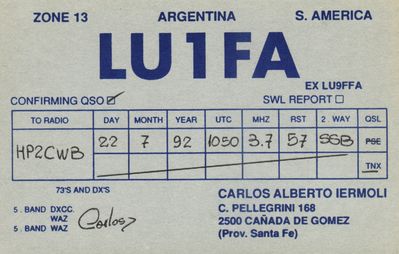 ZONE 13 ARGENTINA S. AMERICA
LU1FA
EX LU9FFA
CONFIRMING QSO ☑ SWL REPORT ☐
TO RADIO DAY MONTH YEAR UTC MHZ RST 2 WAY QSL
HP2CWB 22 7 92 1050 3.7 57 SSB PSE
TNX
73'S AND DX'S
5 . BAND DXCC.
WAZ
5 . BAND WAZ
Carlos
CARLOS ALBERTO IERMOLI
C. PELLEGRINI 168
2500 CAÑADA DE GOMEZ
(Prov. Santa Fe)